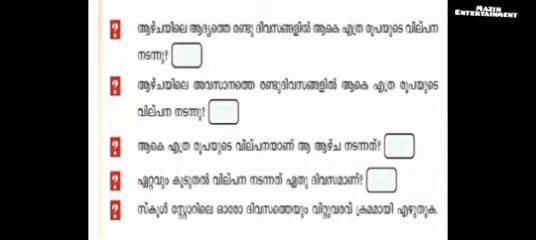 MAZIN
ENTERTAINMENT
? ആഴ്ചയിലെ ആദ്യത്തെ രണ്ടു ദിവസങ്ങളിൽ ആകെ എത്ര രൂപയുടെ വില്പന
നടന്നു?
? ആഴ്ചയിലെ അവസാനത്തെ രണ്ടുദിവസങ്ങളിൽ ആകെ എത്ര രൂപയുടെ
വില്പന നടന്നു?
? ആകെ എത്ര രൂപയുടെ വില്പനയാണ് ആ ആഴ്ച നടന്നത്?
? ഏറ്റവും കൂടുതൽ വില്പന നടന്നത് ഏതു ദിവസമാണ്?
? സ്കൂൾ സ്റ്റോറിലെ ഓരോ ദിവസത്തെയും വിറ്റുവരവ് ക്രമമായി എഴുതുക.